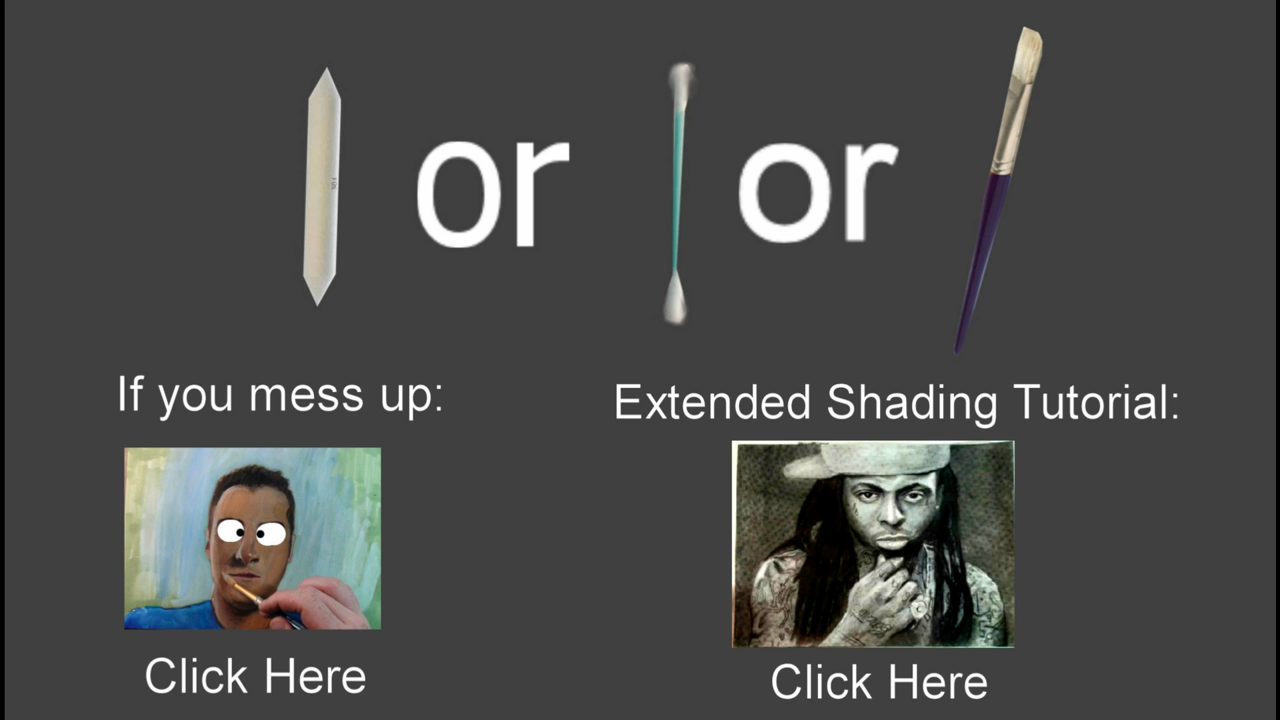 or
or
If you mess up:
Extended Shading Tutorial:
Click Here
Click Here